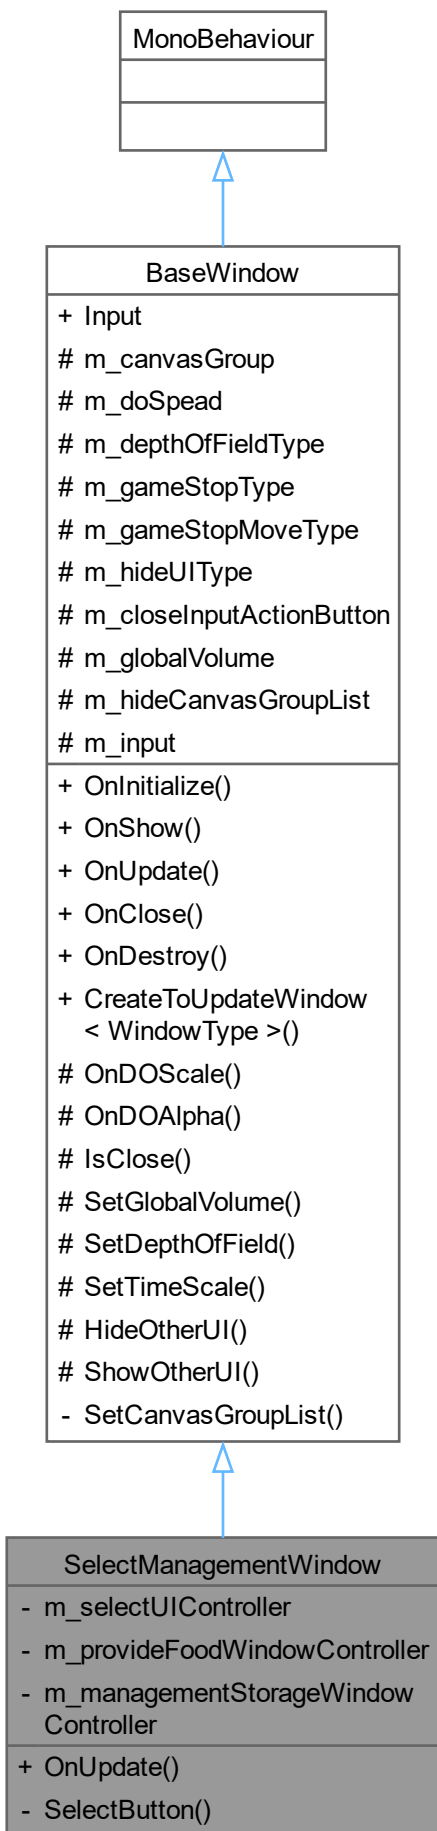 MonoBehaviour
BaseWindow
+ Input
# m_canvasGroup
# m_doSpead
# m_depthOfFieldType
# m_gameStopType
# m_gameStopMoveType
# m_hideUIType
# m_closeInputActionButton
# m_globalVolume
# m_hideCanvasGroupList
# m_input
+ OnInitialize()
+ OnShow()
+ OnUpdate()
+ OnClose()
+ OnDestroy()
+ CreateToUpdateWindow
< WindowType >()
# OnDOScale()
# OnDOAlpha()
# IsClose()
# SetGlobalVolume()
# SetDepthOfField()
# SetTimeScale()
# HideOtherUI()
# ShowOtherUI()
- SetCanvasGroupList()
SelectManagementWindow
- m_selectUIController
- m_provideFoodWindowController
- m_managementStorageWindow
Controller
+ OnUpdate()
- SelectButton()